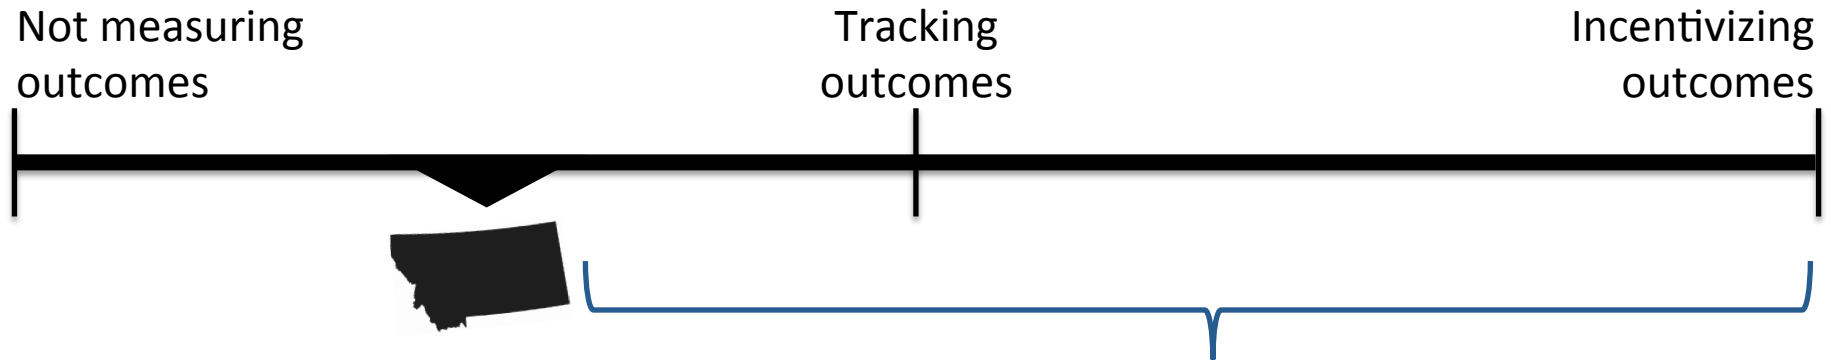 Not measuring
outcomes
Tracking
outcomes
Incentivizing
outcomes